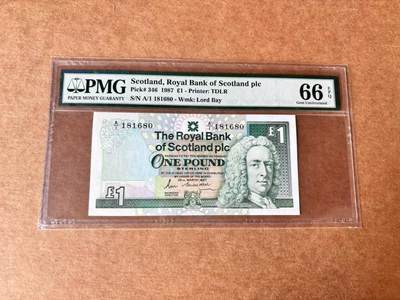 PMG
PAPER MONEY GUARANTY
Scotland, Royal Bank of Scotland plc
Pick# 346 1987 £1 - Printer: TDLR
S/N A/1 181680 - Wmk: Lord Ilay
66 EPQ
Gem Uncirculated
A/1 181680
A/1 181680
£1
The Royal Bank
of Scotland plc
ONE POUND
STERLING
£1